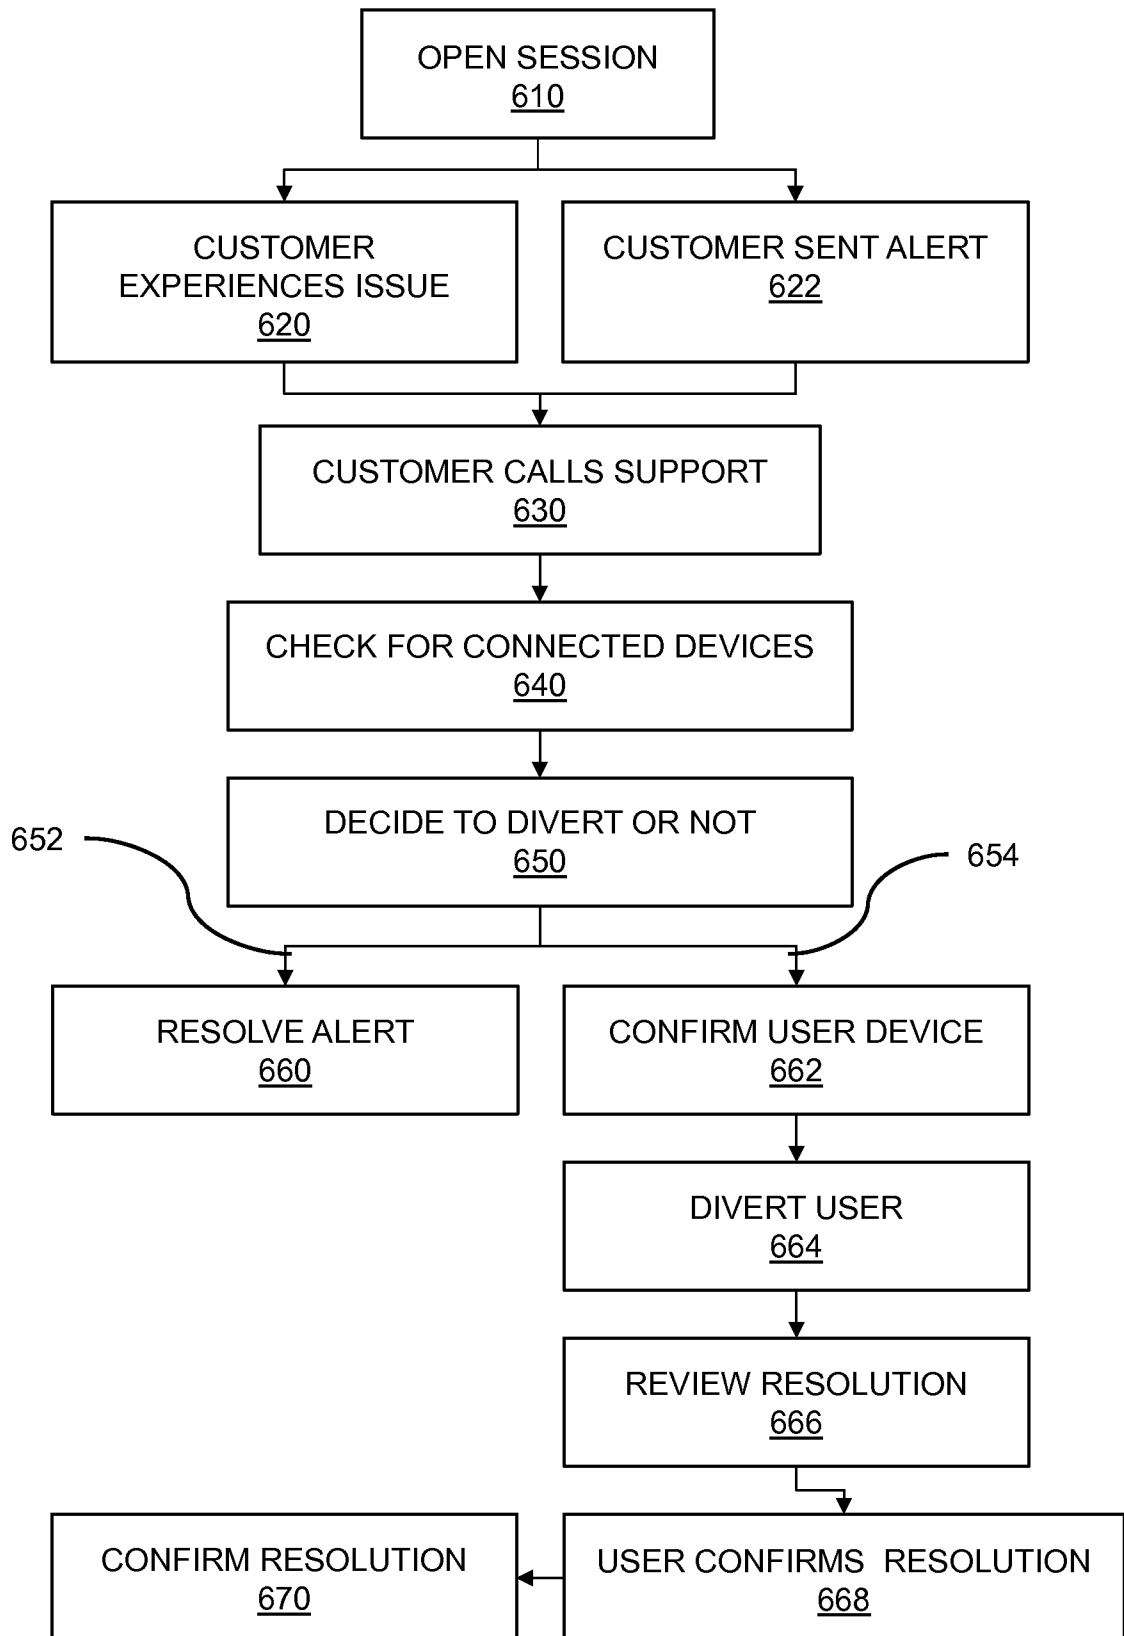 OPEN SESSION
610
CUSTOMER
EXPERIENCES ISSUE
620
CUSTOMER SENT ALERT
622
CUSTOMER CALLS SUPPORT
630
CHECK FOR CONNECTED DEVICES
640
DECIDE TO DIVERT OR NOT
650
652
654
RESOLVE ALERT
660
CONFIRM USER DEVICE
662
DIVERT USER
664
REVIEW RESOLUTION
666
USER CONFIRMS RESOLUTION
668
CONFIRM RESOLUTION
670